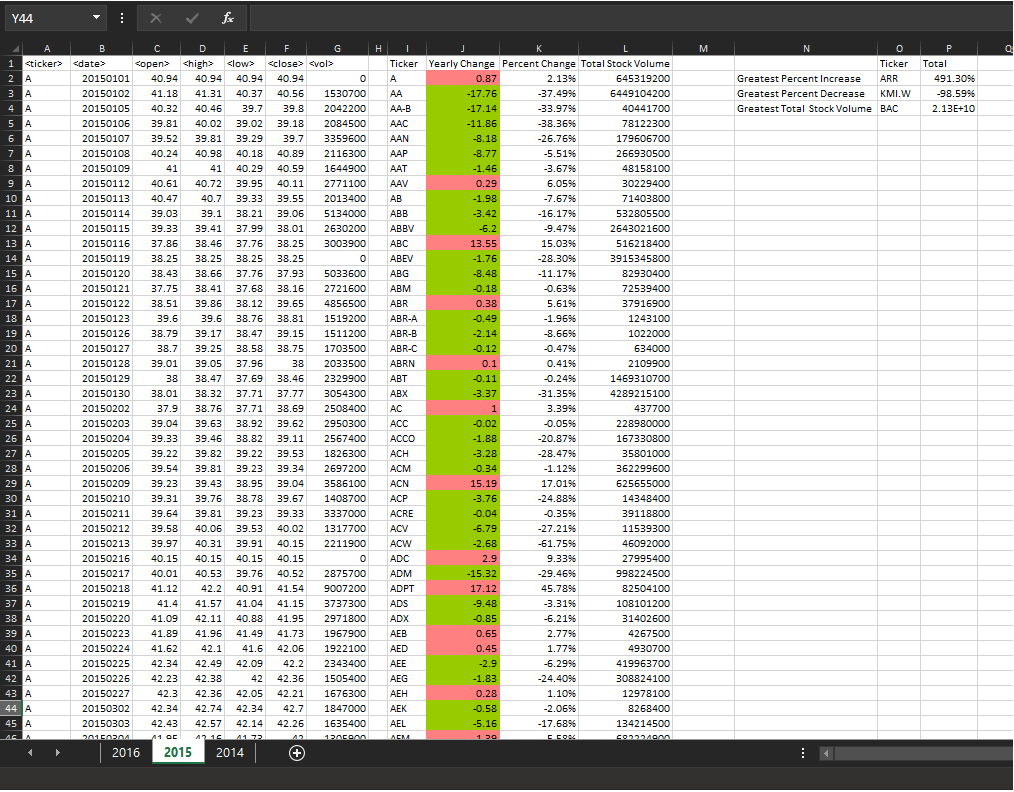 Y44 fx
A B C D E F G H I J K L M N O P Q
1 <ticker> <date> <open> <high> <low> <close> <vol> Ticker Yearly Change Percent Change Total Stock Volume Ticker Total
2 A 20150101 40.94 40.94 40.94 40.94 0 A 0.87 2.13% 645319200 Greatest Percent Increase ARR 491.30%
3 A 20150102 41.18 41.31 40.37 40.56 1530700 AA -17.76 -37.49% 6449104200 Greatest Percent Decrease KMI.W -98.59%
4 A 20150105 40.32 40.46 39.7 39.8 2042200 AA-B -17.14 -33.97% 40441700 Greatest Total Stock Volume BAC 2.13E+10
5 A 20150106 39.81 40.02 39.02 39.18 2084500 AAC -11.86 -38.36% 78122300
6 A 20150107 39.52 39.81 39.29 39.7 3359600 AAN -8.18 -26.76% 179606700
7 A 20150108 40.24 40.98 40.18 40.89 2116300 AAP -8.77 -5.51% 266930500
8 A 20150109 41 41 40.29 40.59 1644900 AAT -1.46 -3.67% 48158100
9 A 20150112 40.61 40.72 39.95 40.11 2771100 AAV 0.29 6.05% 30229400
10 A 20150113 40.47 40.7 39.33 39.55 2013400 AB -1.98 -7.67% 71403800
11 A 20150114 39.03 39.1 38.21 39.06 5134000 ABB -3.42 -16.17% 532805500
12 A 20150115 39.33 39.41 37.99 38.01 2630200 ABBV -6.2 -9.47% 2643021600
13 A 20150116 37.86 38.46 37.76 38.25 3003900 ABC 13.55 15.03% 516218400
14 A 20150119 38.25 38.25 38.25 38.25 0 ABEV -1.76 -28.30% 3915345800
15 A 20150120 38.43 38.66 37.76 37.93 5033600 ABG -8.48 -11.17% 82930400
16 A 20150121 37.75 38.41 37.68 38.16 2721600 ABM -0.18 -0.63% 72539400
17 A 20150122 38.51 39.86 38.12 39.65 4856500 ABR 0.38 5.61% 37916900
18 A 20150123 39.6 39.6 38.76 38.81 1519200 ABR-A -0.49 -1.96% 1243100
19 A 20150126 38.79 39.17 38.47 39.15 1511200 ABR-B -2.14 -8.66% 1022000
20 A 20150127 38.7 39.25 38.58 38.75 1703500 ABR-C -0.12 -0.47% 634000
21 A 20150128 39.01 39.05 37.96 38 2033500 ABRN 0.1 0.41% 2109900
22 A 20150129 38 38.47 37.69 38.46 2329900 ABT -0.11 -0.24% 1469310700
23 A 20150130 38.01 38.32 37.71 37.77 3054300 ABX -3.37 -31.35% 4289215100
24 A 20150202 37.9 38.76 37.71 38.69 2508400 AC 1 3.39% 437700
25 A 20150203 39.04 39.63 38.92 39.62 2950300 ACC -0.02 -0.05% 228980000
26 A 20150204 39.33 39.46 38.82 39.11 2567400 ACCO -1.88 -20.87% 167330800
27 A 20150205 39.22 39.82 39.22 39.53 1826300 ACH -3.28 -28.47% 35801000
28 A 20150206 39.54 39.81 39.23 39.34 2697200 ACM -0.34 -1.12% 362299600
29 A 20150209 39.23 39.43 38.95 39.04 3586100 ACN 15.19 17.01% 625655000
30 A 20150210 39.31 39.76 38.78 39.67 1408700 ACP -3.76 -24.88% 14348400
31 A 20150211 39.64 39.81 39.23 39.33 3337000 ACRE -0.04 -0.35% 39118800
32 A 20150212 39.58 40.06 39.53 40.02 1317700 ACV -6.79 -27.21% 11539300
33 A 20150213 39.97 40.31 39.91 40.15 2211900 ACW -2.68 -61.75% 46092000
34 A 20150216 40.15 40.15 40.15 40.15 0 ADC 2.9 9.33% 27995400
35 A 20150217 40.01 40.53 39.76 40.52 2875700 ADM -15.32 -29.46% 998224500
36 A 20150218 41.12 42.2 40.91 41.54 9007200 ADPT 17.12 45.78% 82504100
37 A 20150219 41.4 41.57 41.04 41.15 3737300 ADS -9.48 -3.31% 108101200
38 A 20150220 41.09 42.11 40.88 41.95 2971800 ADX -0.85 -6.21% 31402600
39 A 20150223 41.89 41.96 41.49 41.73 1967900 AEB 0.65 2.77% 4267500
40 A 20150224 41.62 42.1 41.6 42.06 1922100 AED 0.45 1.77% 4930700
41 A 20150225 42.34 42.49 42.09 42.2 2343400 AEE -2.9 -6.29% 419963700
42 A 20150226 42.23 42.38 42 42.36 1505400 AEG -1.83 -24.40% 308824100
43 A 20150227 42.3 42.36 42.05 42.21 1676300 AEH 0.28 1.10% 12978100
44 A 20150302 42.34 42.74 42.34 42.7 1847000 AEK -0.58 -2.06% 8268400
45 A 20150303 42.43 42.57 42.14 42.26 1635400 AEL -5.16 -17.68% 134214500
46 A 20150304 41.95 42.16 41.73 42 1305900 AEM 1.39 5.58% 682224900
2016 2015 2014